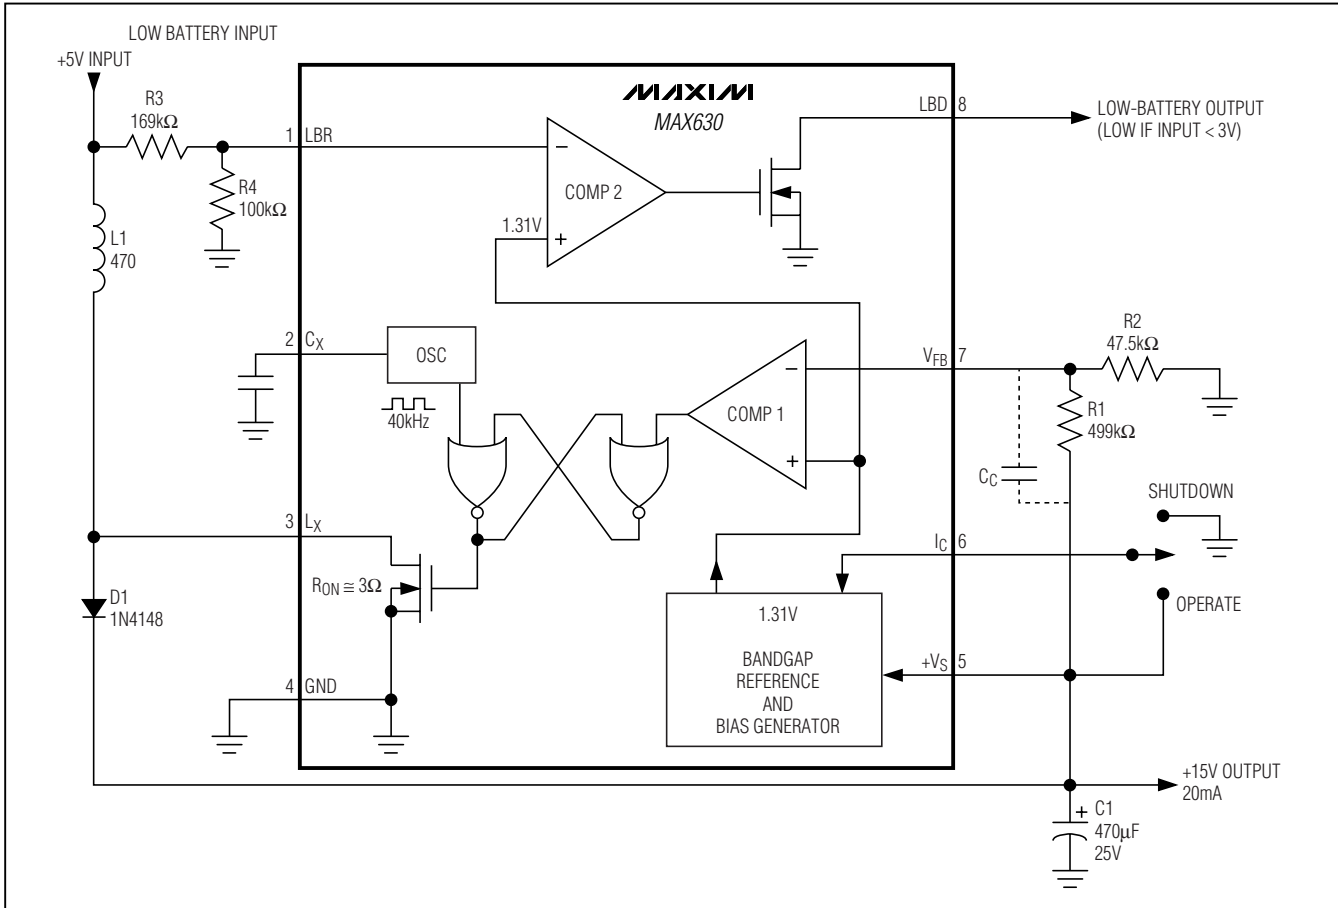 LOW BATTERY INPUT
+5V INPUT
R3
169kΩ
1
LBR
R4
100kΩ
L1
470
MAXIM
MAX630
LBD
8
LOW-BATTERY OUTPUT
(LOW IF INPUT < 3V)
−
COMP 2
1.31V
+
2
CX
OSC
40kHz
−
COMP 1
+
VFB
7
R2
47.5kΩ
R1
499kΩ
CC
SHUTDOWN
IC
6
OPERATE
3
LX
RON ≅ 3Ω
D1
1N4148
4
GND
1.31V
BANDGAP
REFERENCE
AND
BIAS GENERATOR
+VS
5
+15V OUTPUT
20mA
+
C1
470μF
25V